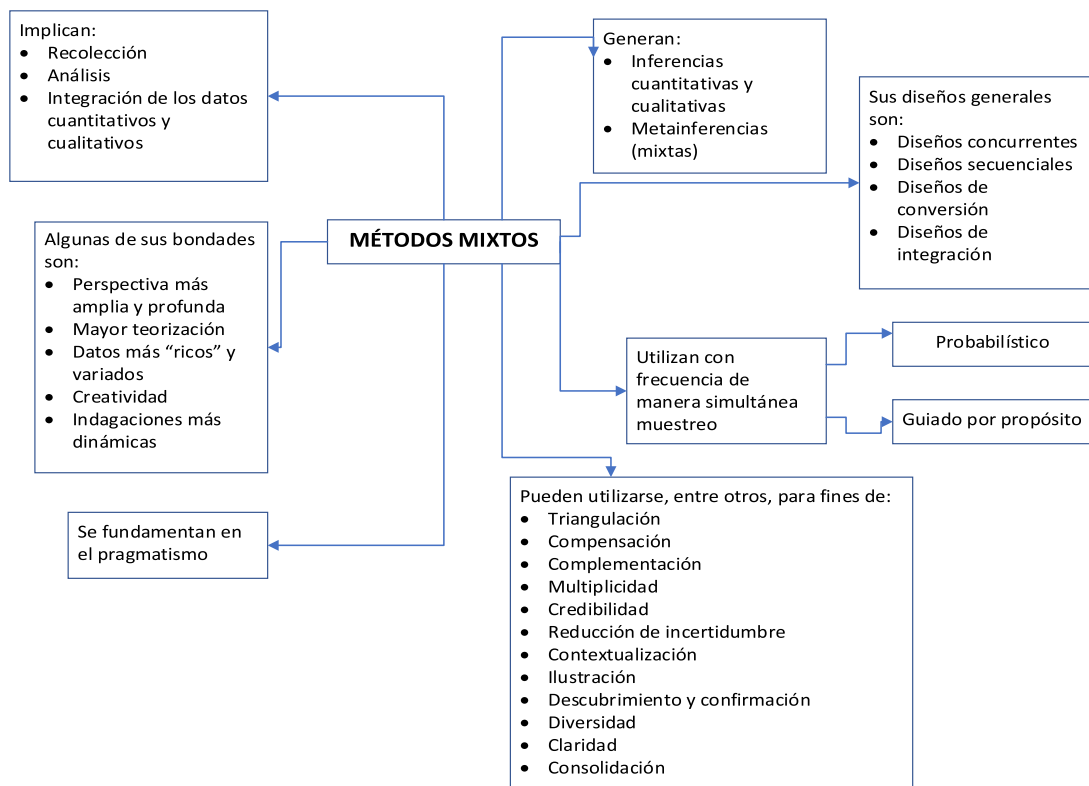 Implican:
• Recolección
• Análisis
• Integración de los datos
cuantitativos y
cualitativos
Generan:
• Inferencias
cuantitativas y
cualitativas
• Metainferencias
(mixtas)
Sus diseños generales
son:
• Diseños concurrentes
• Diseños secuenciales
• Diseños de
conversión
• Diseños de
integración
MÉTODOS MIXTOS
Algunas de sus bondades
son:
• Perspectiva más
amplia y profunda
• Mayor teorización
• Datos más “ricos” y
variados
• Creatividad
• Indagaciones más
dinámicas
Utilizan con
frecuencia de
manera simultánea
muestreo
Probabilístico
Guiado por propósito
Se fundamentan en
el pragmatismo
Pueden utilizarse, entre otros, para fines de:
• Triangulación
• Compensación
• Complementación
• Multiplicidad
• Credibilidad
• Reducción de incertidumbre
• Contextualización
• Ilustración
• Descubrimiento y confirmación
• Diversidad
• Claridad
• Consolidación